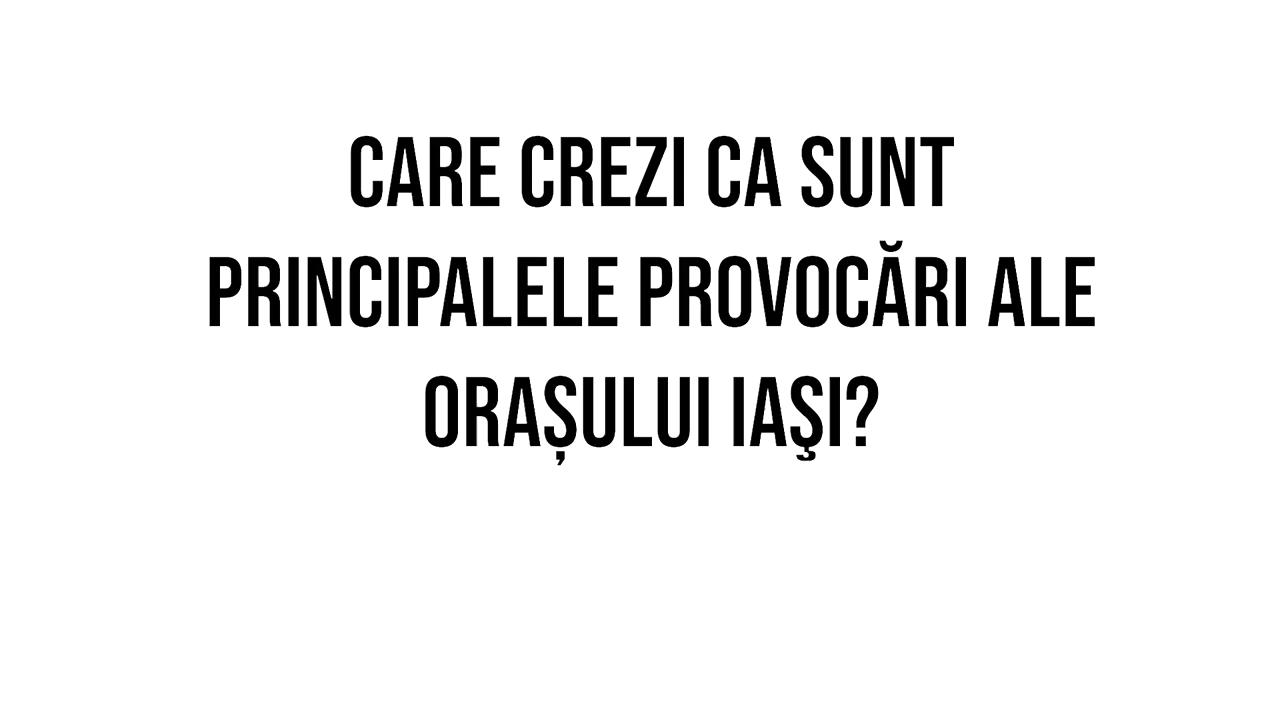 CARE CREZI CA SUNT
PRINCIPALELE PROVOCĂRI ALE
ORAȘULUI IAŞI?